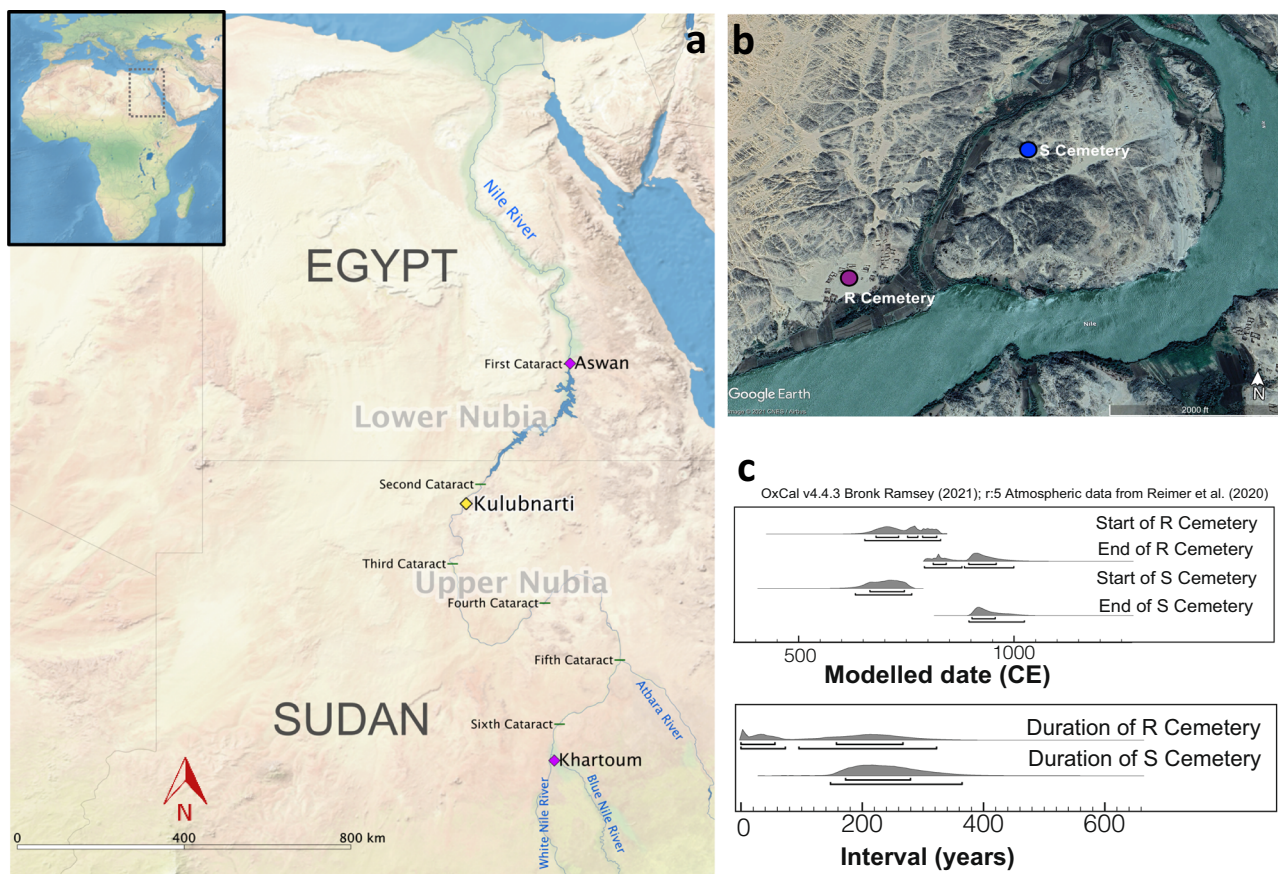 a
Nile River
EGYPT
First Cataract
Aswan
Lower Nubia
Second Cataract
Kulubnarti
Third Cataract
Upper Nubia
Fourth Cataract
Fifth Cataract
Atbara River
SUDAN
Sixth Cataract
Khartoum
White Nile River
Blue Nile River
N
0 400 800 km
b
S Cemetery
R Cemetery
Nile
Google Earth
N
2000 ft
c
OxCal v4.4.3 Bronk Ramsey (2021); r:5 Atmospheric data from Reimer et al. (2020)
Start of R Cemetery
End of R Cemetery
Start of S Cemetery
End of S Cemetery
500 1000
Modelled date (CE)
Duration of R Cemetery
Duration of S Cemetery
0 200 400 600
Interval (years)